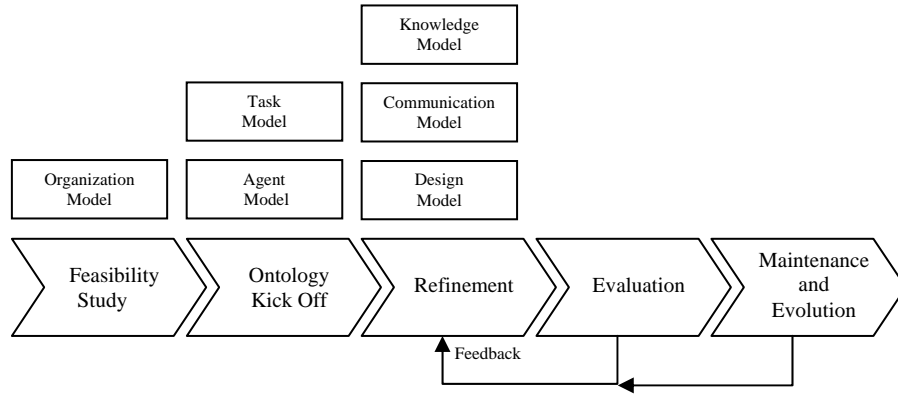 Knowledge
Model
Task
Model
Communication
Model
Organization
Model
Agent
Model
Design
Model
Feasibility
Study
Ontology
Kick Off
Refinement
Evaluation
Maintenance
and
Evolution
Feedback